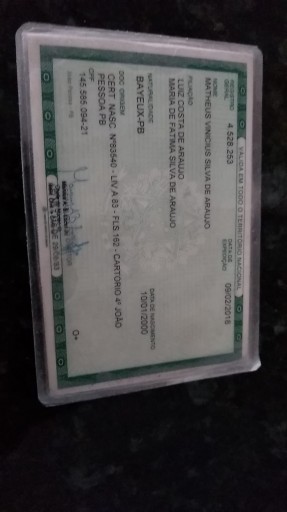 VÁLIDA EM TODO O TERRITÓRIO NACIONAL
REGISTRO GERAL 4.528.253 DATA DE EXPEDIÇÃO 09/02/2018
NOME
MATHEUS VINICIUS SILVA DE ARAUJO
FILIAÇÃO
LUIZ COSTA DE ARAUJO
MARIA DE FATIMA SILVA DE ARAUJO
NATURALIDADE DATA DE NASCIMENTO
BAYEUX-PB 10/01/2000
DOC ORIGEM
CERT. NASC. Nº83540 - LIV.A 83 - FLS.162 - CARTÓRIO 4º JOÃO
PESSOA PB
CPF 145.595.094-21
O+